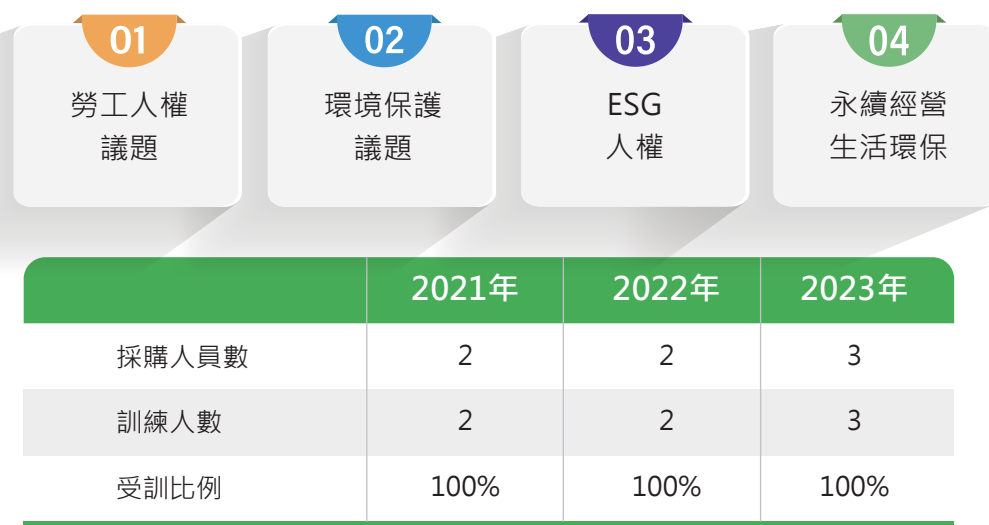 01
勞工人權
議題
02
環境保護
議題
03
ESG
人權
04
永續經營
生活環保
2021年 2022年 2023年
採購人員數 2 2 3
訓練人數 2 2 3
受訓比例 100% 100% 100%